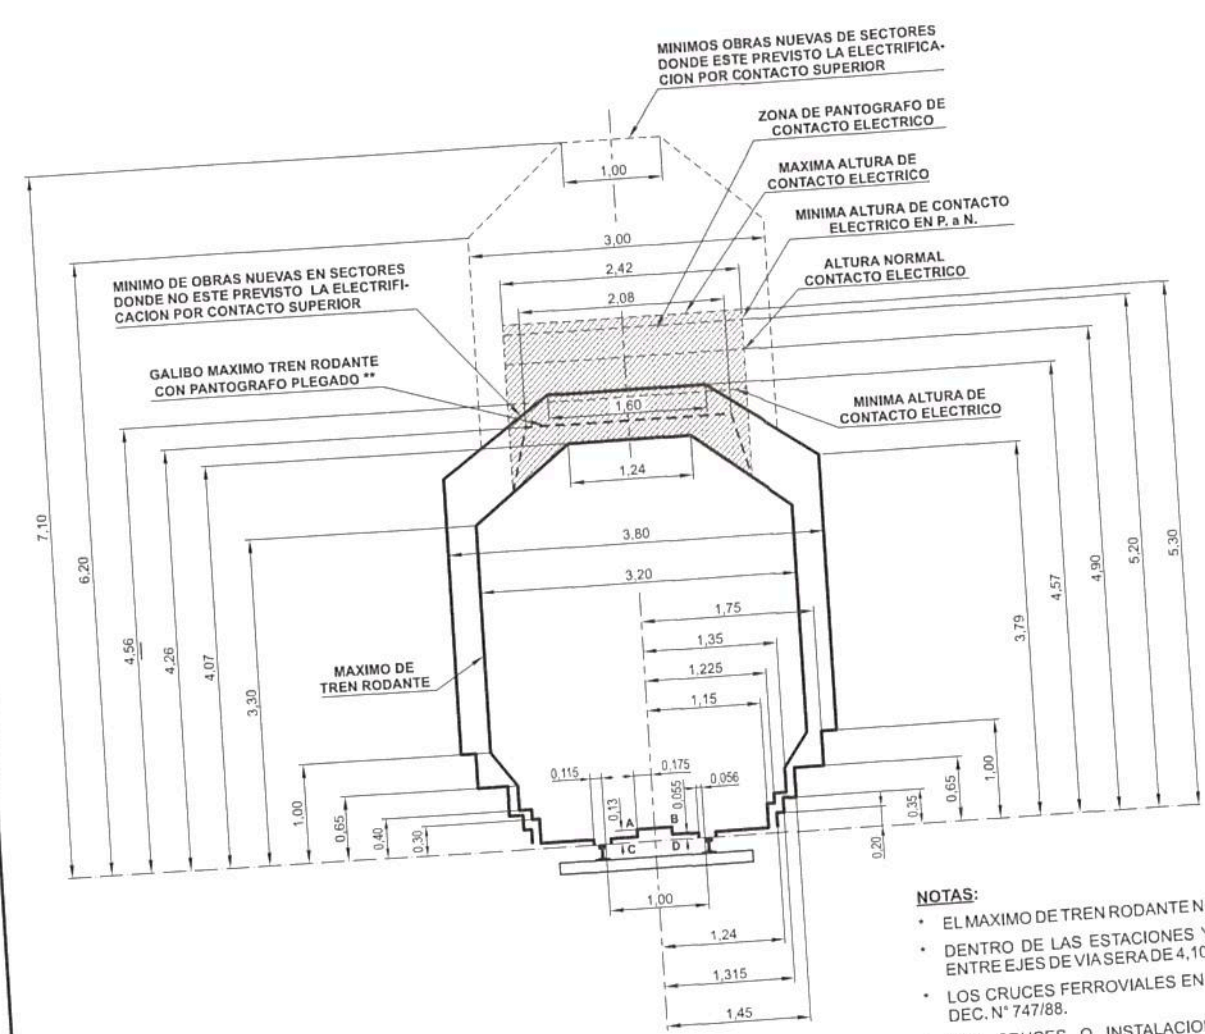 MINIMOS OBRAS NUEVAS DE SECTORES
DONDE ESTE PREVISTO LA ELECTRIFICA-
CION POR CONTACTO SUPERIOR
ZONA DE PANTOGRAFO DE
CONTACTO ELECTRICO
MAXIMA ALTURA DE
CONTACTO ELECTRICO
MINIMA ALTURA DE CONTACTO
ELECTRICO EN P. a N.
ALTURA NORMAL
CONTACTO ELECTRICO
1,00
3,00
2,42
2,08
MINIMO DE OBRAS NUEVAS EN SECTORES
DONDE NO ESTE PREVISTO LA ELECTRIFI-
CACION POR CONTACTO SUPERIOR
GALIBO MAXIMO TREN RODANTE
CON PANTOGRAFO PLEGADO **
MINIMA ALTURA DE
CONTACTO ELECTRICO
1,60
1,24
3,80
3,20
1,75
1,35
1,225
1,15
MAXIMO DE
TREN RODANTE
7,10
6,20
4,56
4,26
4,07
3,30
1,00
0,65
0,40
0,30
3,79
4,57
4,90
5,20
5,30
1,00
0,65
0,35
0,20
0,115
0,175
0,13
0,055
0,056
A
B
C
D
1,00
1,24
1,315
1,45
NOTAS:
* EL MAXIMO DE TREN RODANTE N
* DENTRO DE LAS ESTACIONES Y
ENTRE EJES DE VIA SERA DE 4,10
* LOS CRUCES FERROVIALES EN
DEC. N° 747/88.
CRUCES O INSTALACION